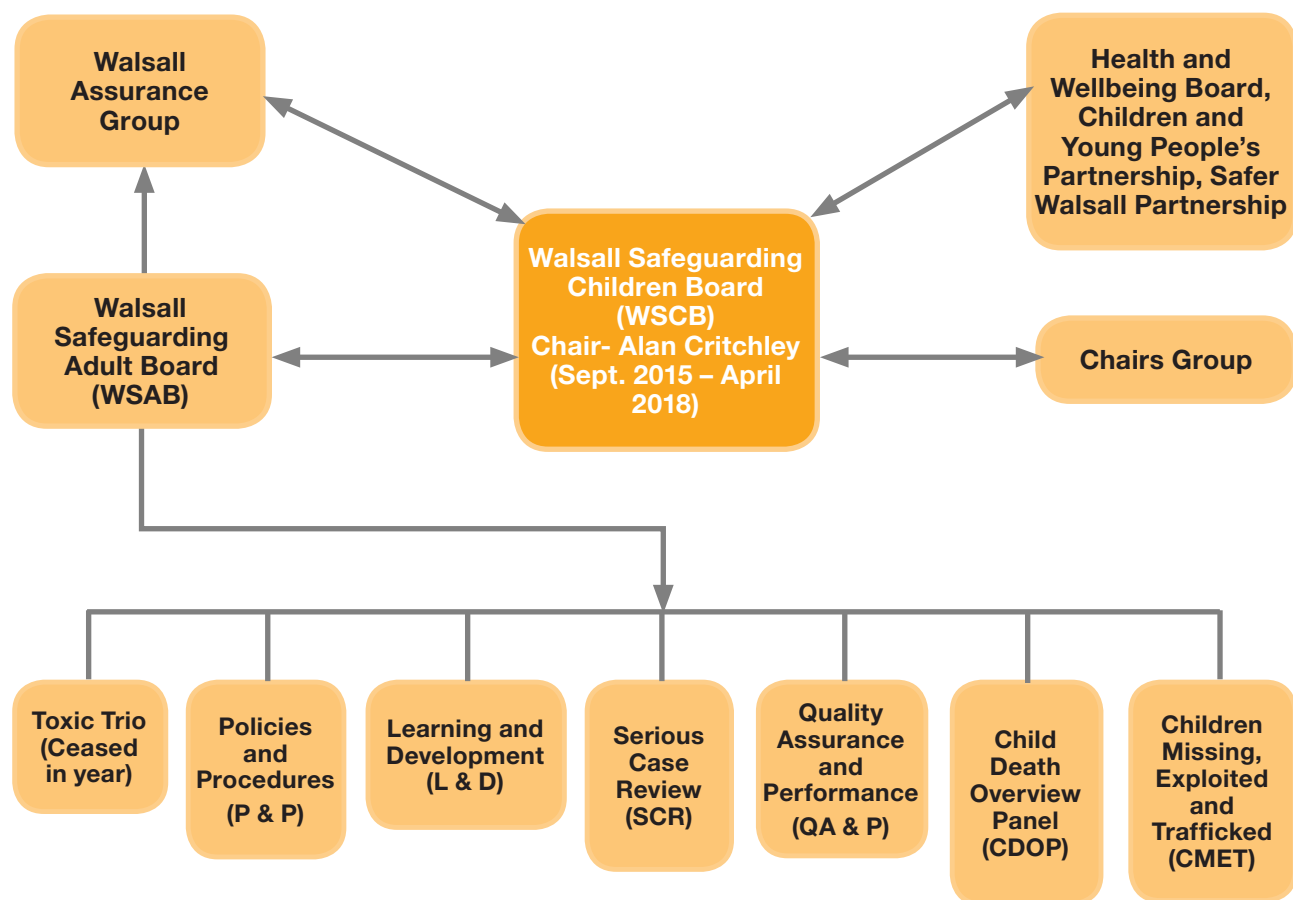 Walsall
Assurance
Group
Health and
Wellbeing Board,
Children and
Young People's
Partnership, Safer
Walsall Partnership
Walsall Safeguarding
Children Board
(WSCB)
Chair- Alan Critchley
(Sept. 2015 – April
2018)
Walsall
Safeguarding
Adult Board
(WSAB)
Chairs Group
Toxic Trio
(Ceased
in year)
Policies
and
Procedures
(P & P)
Learning and
Development
(L & D)
Serious
Case
Review
(SCR)
Quality
Assurance
and
Performance
(QA & P)
Child
Death
Overview
Panel
(CDOP)
Children
Missing,
Exploited
and
Trafficked
(CMET)